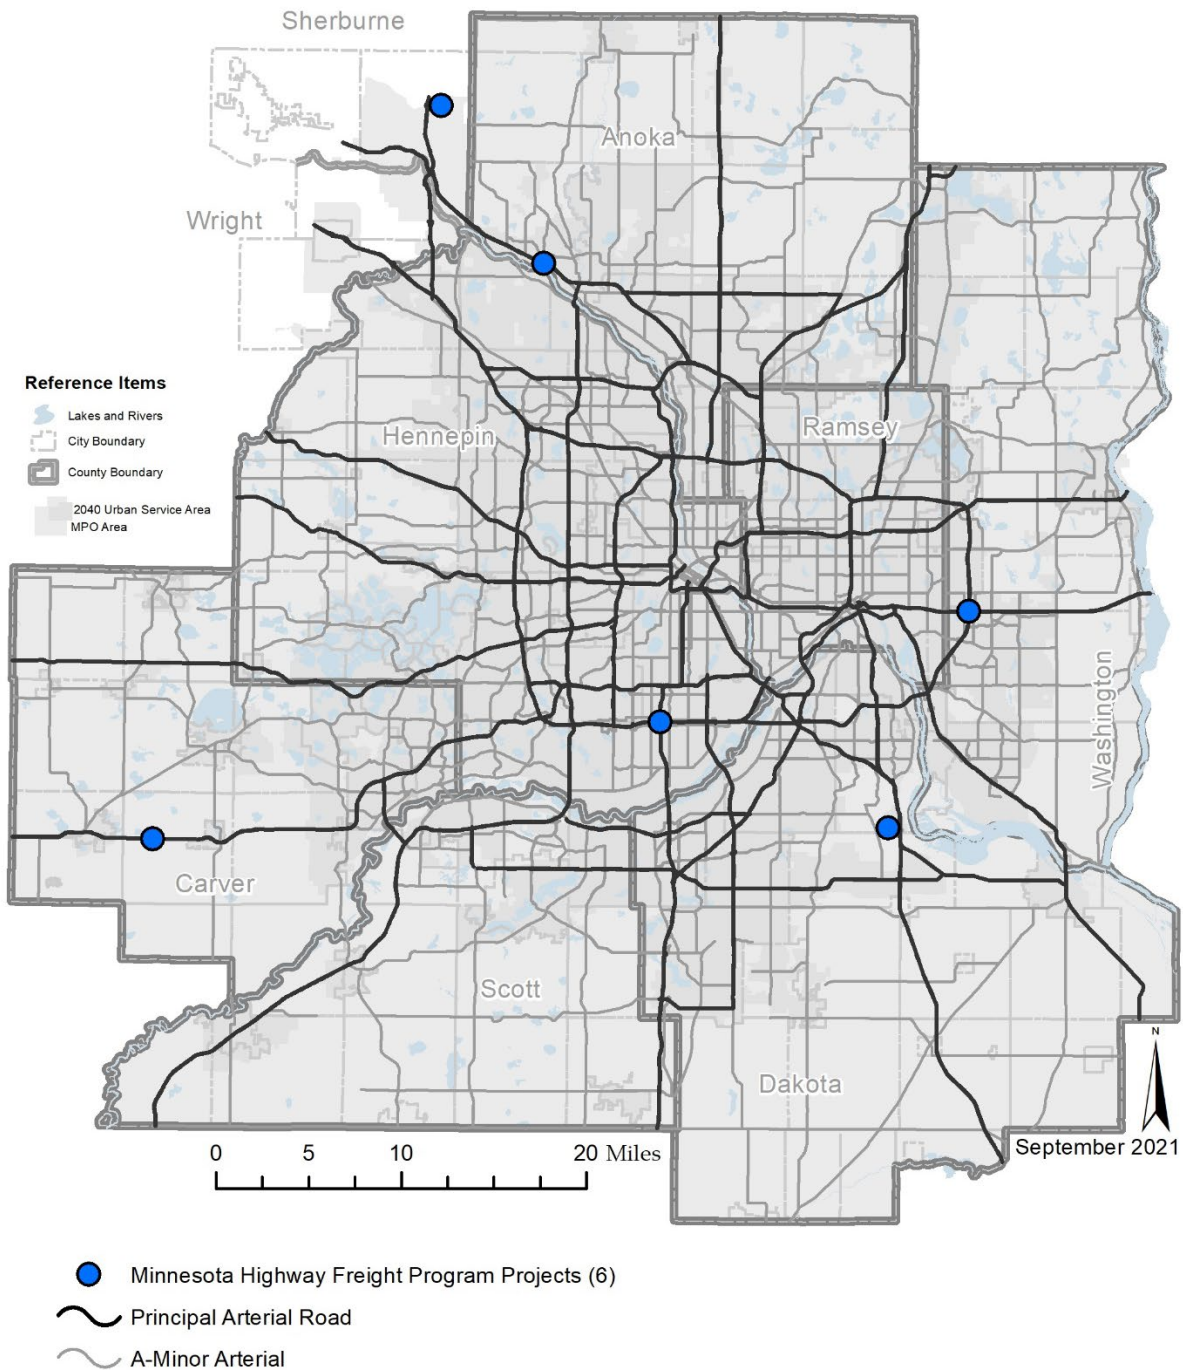 Sherburne
Anoka
Wright
Reference Items
Lakes and Rivers
City Boundary
County Boundary
2040 Urban Service Area
MPO Area
Hennepin
Ramsey
Washington
Carver
Scott
Dakota
N
September 2021
0 5 10 20 Miles
Minnesota Highway Freight Program Projects (6)
Principal Arterial Road
A-Minor Arterial